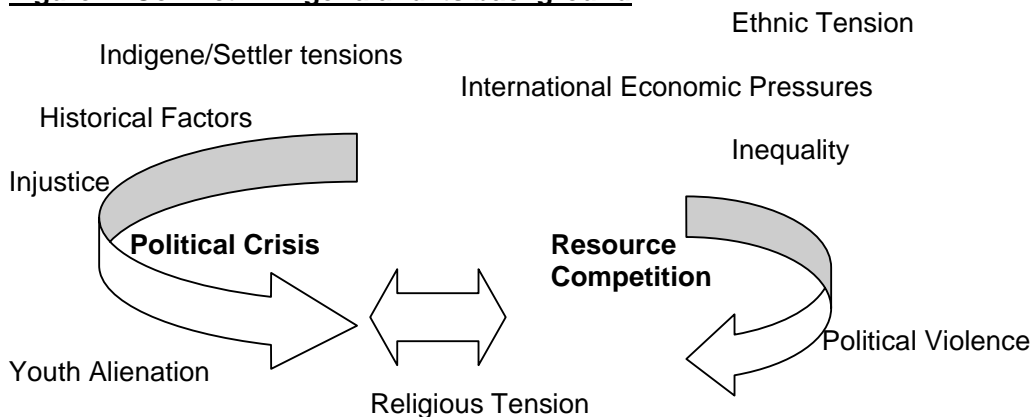 Ethnic Tension
Indigene/Settler tensions
International Economic Pressures
Historical Factors
Inequality
Injustice
Political Crisis
Resource
Competition
Political Violence
Youth Alienation
Religious Tension